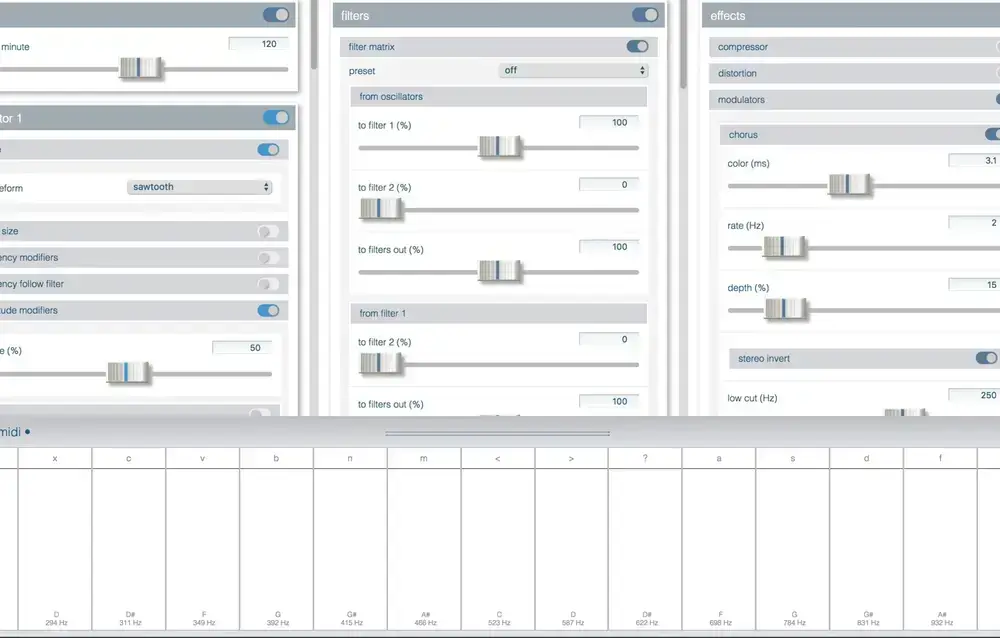 minute
120
tor 1
eform
sawtooth
size
ency modifiers
ency follow filter
ude modifiers
e (%)
50
filters
filter matrix
preset
off
from oscillators
to filter 1 (%)
100
to filter 2 (%)
0
to filters out (%)
100
from filter 1
to filter 2 (%)
0
to filters out (%)
100
effects
compressor
distortion
modulators
chorus
color (ms)
3.1
rate (Hz)
2
depth (%)
15
stereo invert
low cut (Hz)
250
midi •
x c v b n m < > ? a s d f
D D# F G G# A# C D D# F G G# A#
294 Hz 311 Hz 349 Hz 392 Hz 415 Hz 466 Hz 523 Hz 587 Hz 622 Hz 698 Hz 784 Hz 831 Hz 932 Hz